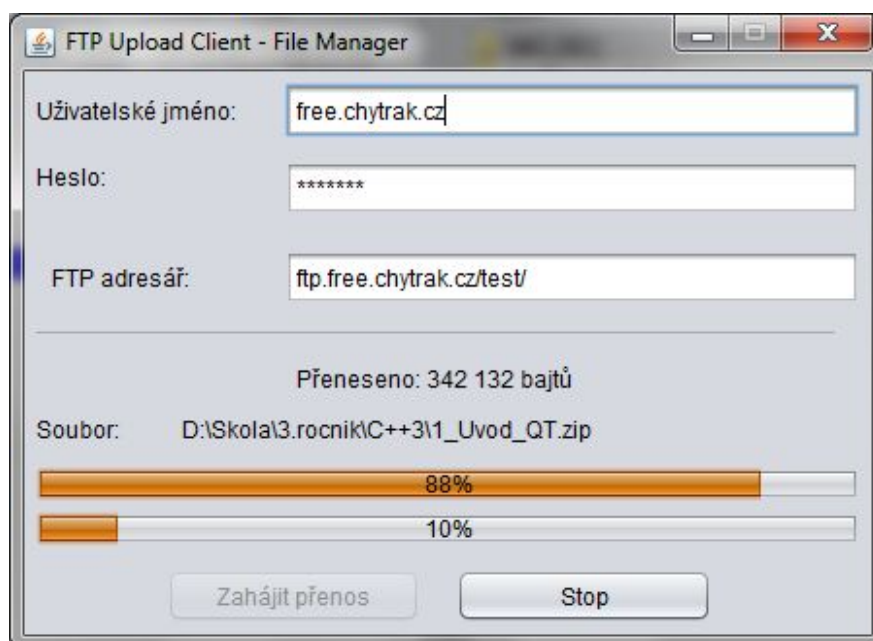 FTP Upload Client - File Manager
Uživatelské jméno: free.chytrak.cz
Heslo: *******
FTP adresář: ftp.free.chytrak.cz/test/
Přeneseno: 342 132 bajtů
Soubor: D:\Skola\3.rocnik\C++3\1_Uvod_QT.zip
88%
10%
Zahájit přenos Stop